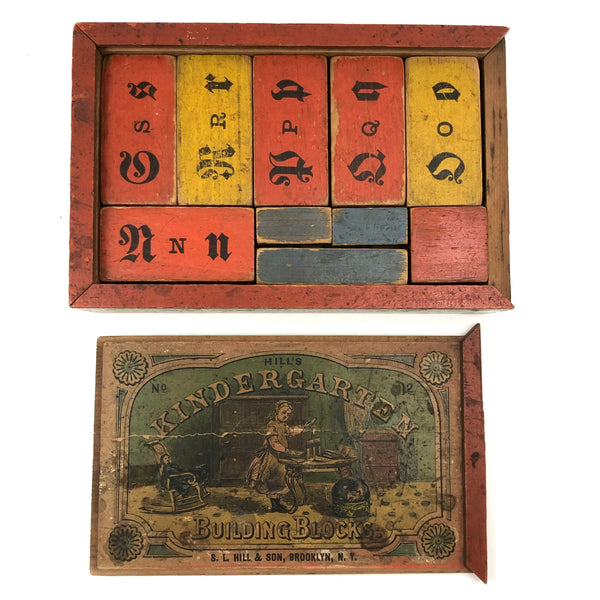 S S s
R R r
P P p
Q Q q
O O o
N N n
HILL'S
No 12
KINDERGARTEN
BUILDING BLOCKS.
S. L. HILL & SON, BROOKLYN, N. Y.